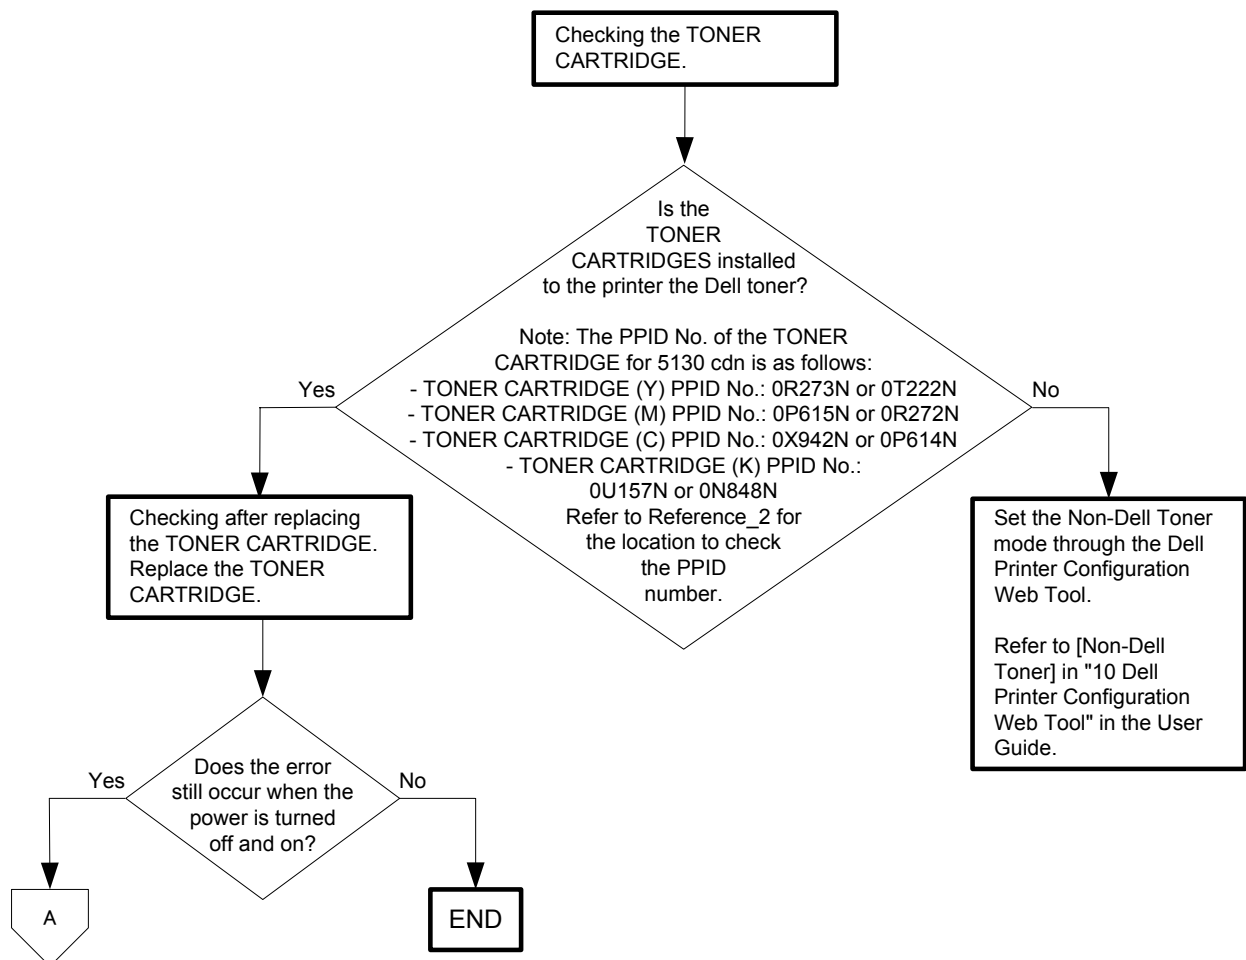 Checking the TONER
CARTRIDGE.
Is the
TONER
CARTRIDGES installed
to the printer the Dell toner?
Note: The PPID No. of the TONER
CARTRIDGE for 5130 cdn is as follows:
- TONER CARTRIDGE (Y) PPID No.: 0R273N or 0T222N
- TONER CARTRIDGE (M) PPID No.: 0P615N or 0R272N
- TONER CARTRIDGE (C) PPID No.: 0X942N or 0P614N
- TONER CARTRIDGE (K) PPID No.:
0U157N or 0N848N
Refer to Reference_2 for
the location to check
the PPID
number.
Yes
No
Checking after replacing
the TONER CARTRIDGE.
Replace the TONER
CARTRIDGE.
Set the Non-Dell Toner
mode through the Dell
Printer Configuration
Web Tool.
Refer to [Non-Dell
Toner] in "10 Dell
Printer Configuration
Web Tool" in the User
Guide.
Does the error
still occur when the
power is turned
off and on?
Yes
No
A
END